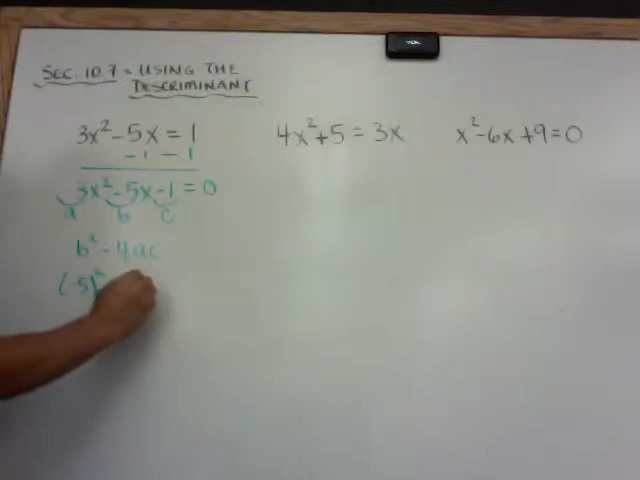 SEC. 10.7 = USING THE
DESCRIMINANT
3x² - 5x = 1
-1 -1
3x² - 5x - 1 = 0
a b c
b² - 4ac
(-5)²
4x² + 5 = 3x
x² - 6x + 9 = 0